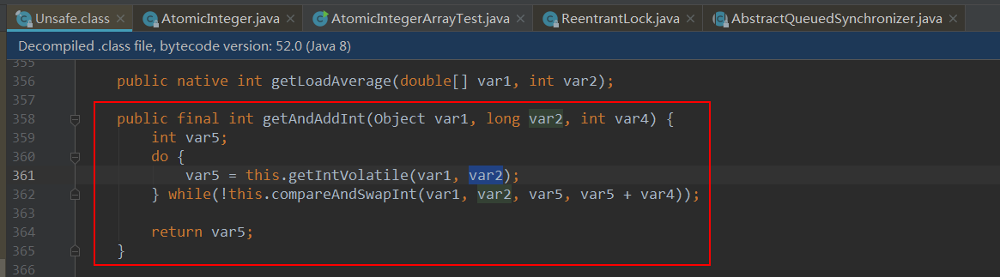 Unsafe.class × AtomicInteger.java × AtomicIntegerArrayTest.java × ReentrantLock.java × AbstractQueuedSynchronizer.java ×
Decompiled .class file, bytecode version: 52.0 (Java 8)
355
356 public native int getLoadAverage(double[] var1, int var2);
357
358 public final int getAndAddInt(Object var1, long var2, int var4) {
359 int var5;
360 do {
361 var5 = this.getIntVolatile(var1, var2);
362 } while(!this.compareAndSwapInt(var1, var2, var5, var5 + var4));
363
364 return var5;
365 }
366